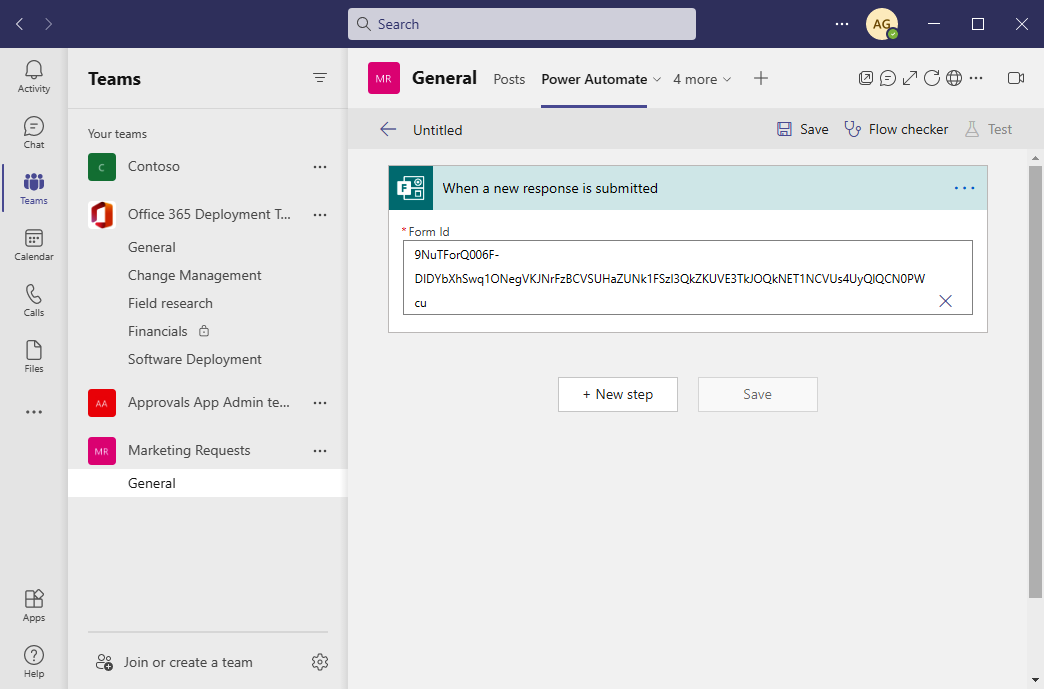 Search
AG
Activity
Chat
Teams
Calendar
Calls
Files
Apps
Help
Teams
Your teams
C
Contoso
Office 365 Deployment T...
General
Change Management
Field research
Financials
Software Deployment
AA
Approvals App Admin te...
MR
Marketing Requests
General
Join or create a team
MR
General
Posts
Power Automate
4 more
Untitled
Save
Flow checker
Test
F
When a new response is submitted
* Form Id
9NuTForQ006F-
DIDYbXhSwq1ONegVKJNrFzBCVSUHaZUNk1FSzI3QkZKUVE3TkJOQkNET1NCVUs4UyQlQCN0PW
cu
+ New step
Save